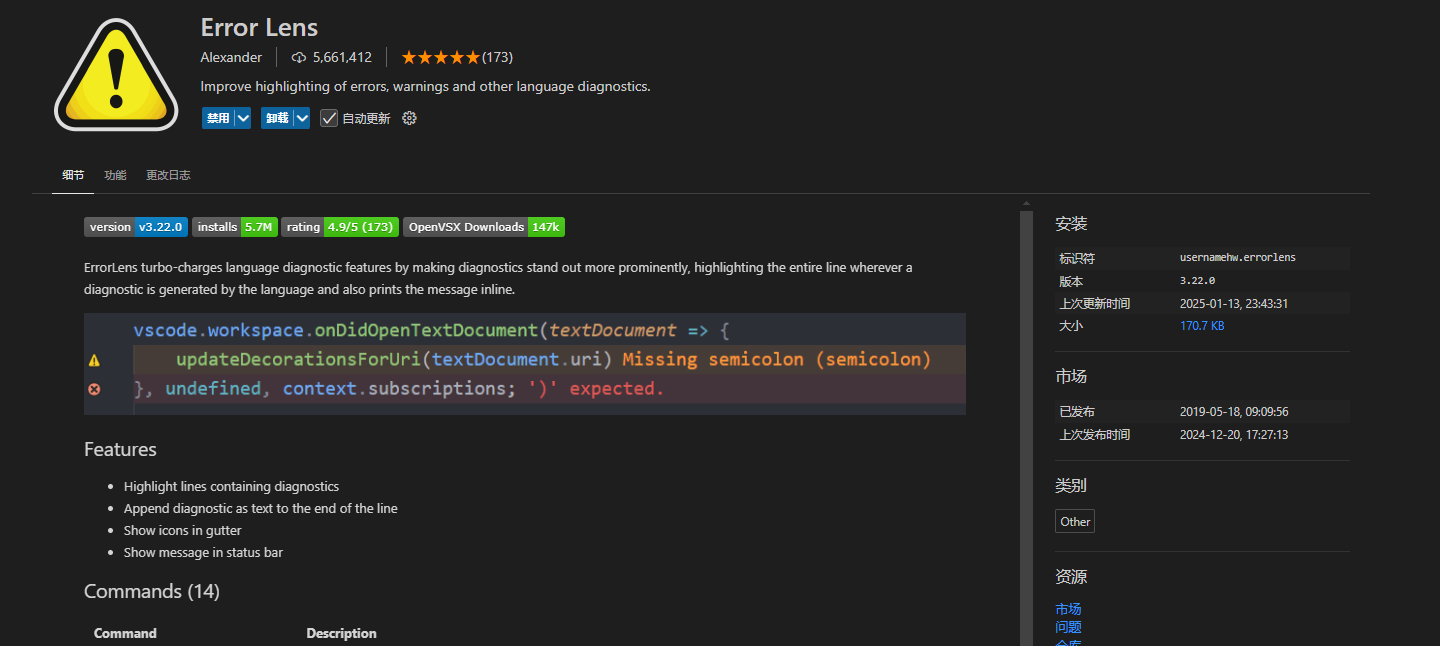 Error Lens
Alexander 5,661,412 (173)
Improve highlighting of errors, warnings and other language diagnostics.
禁用 卸载 自动更新
细节 功能 更改日志
version v3.22.0 installs 5.7M rating 4.9/5 (173) OpenVSX Downloads 147k
ErrorLens turbo-charges language diagnostic features by making diagnostics stand out more prominently, highlighting the entire line wherever a
diagnostic is generated by the language and also prints the message inline.
vscode.workspace.onDidOpenTextDocument(textDocument => {
updateDecorationsForUri(textDocument.uri) Missing semicolon (semicolon)
}, undefined, context.subscriptions; ')' expected.
Features
Highlight lines containing diagnostics
Append diagnostic as text to the end of the line
Show icons in gutter
Show message in status bar
Commands (14)
Command Description
安装
标识符 usernamehw.errorlens
版本 3.22.0
上次更新时间 2025-01-13, 23:43:31
大小 170.7 KB
市场
已发布 2019-05-18, 09:09:56
上次发布时间 2024-12-20, 17:27:13
类别
Other
资源
市场
问题